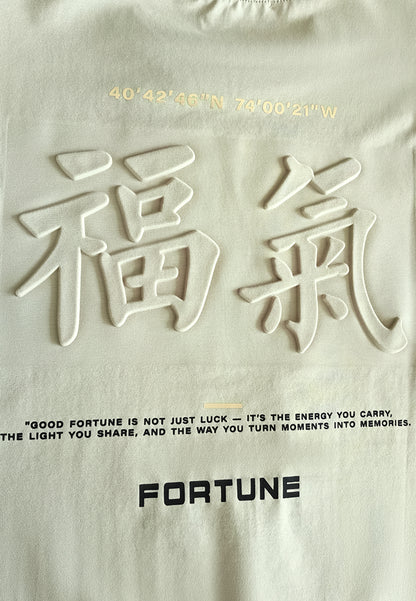 40'42'46"N 74'00'21"W
福氣
"GOOD FORTUNE IS NOT JUST LUCK — IT'S THE ENERGY YOU CARRY,
THE LIGHT YOU SHARE, AND THE WAY YOU TURN MOMENTS INTO MEMORIES.
FORTUNE